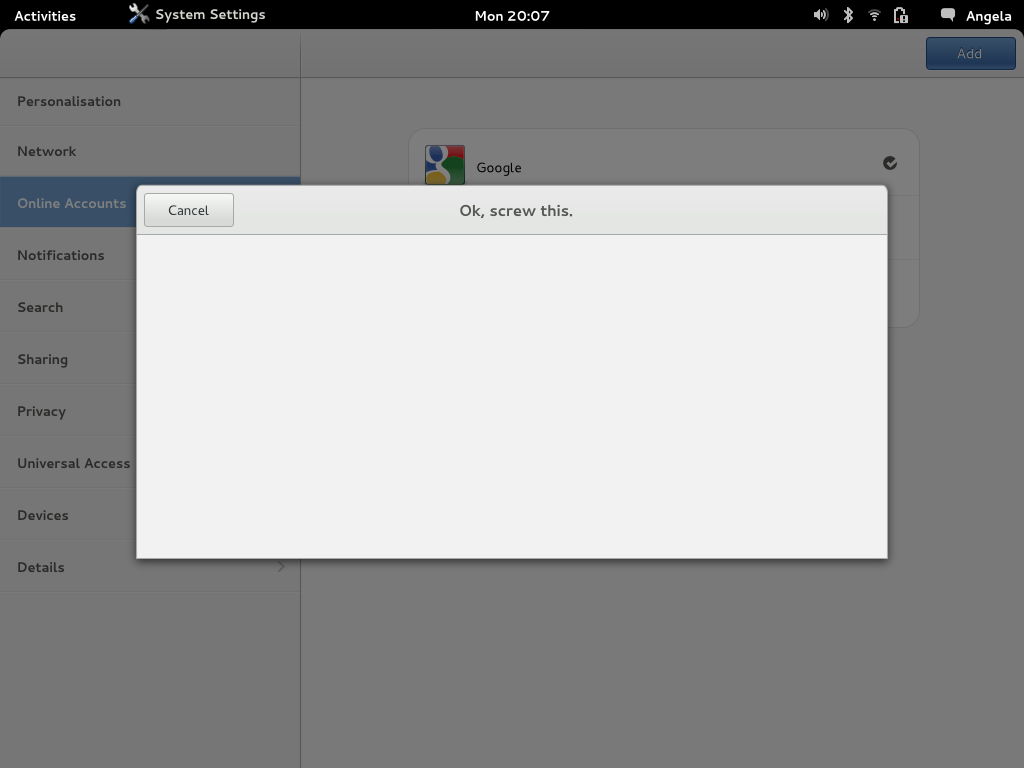 Activities
System Settings
Mon 20:07
Angela
Add
Personalisation
Network
Online Accounts
Notifications
Search
Sharing
Privacy
Universal Access
Devices
Details
Google
Cancel
Ok, screw this.